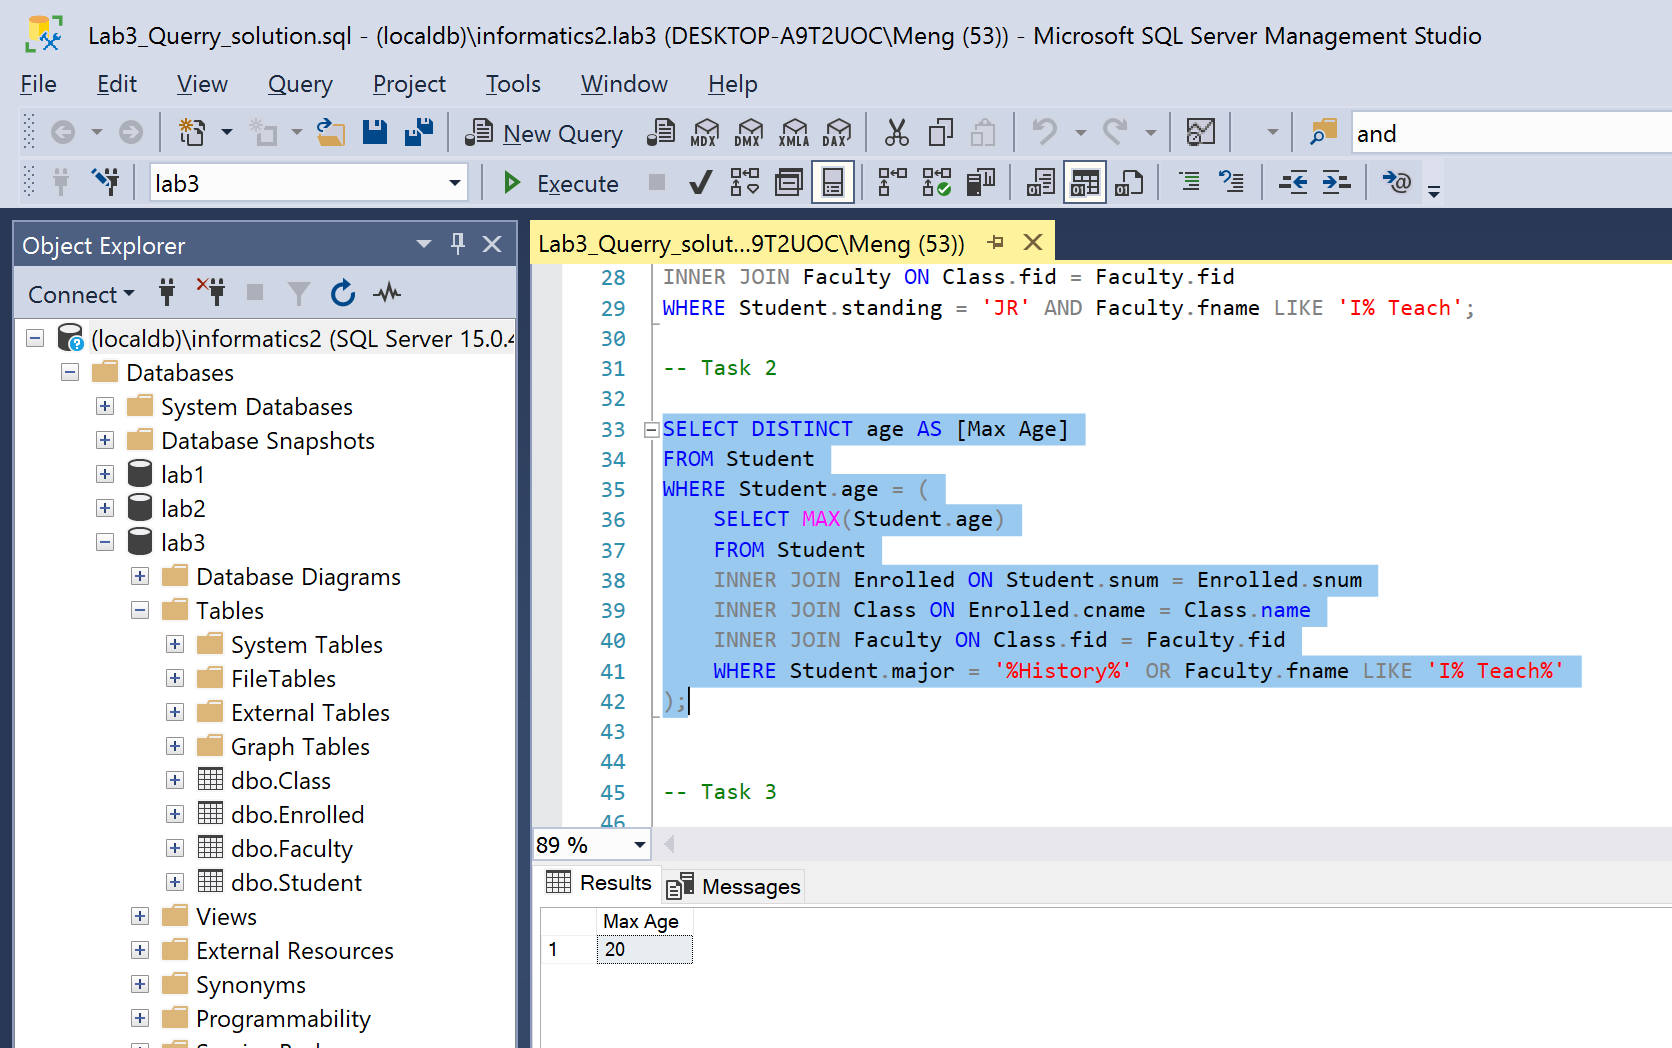 Lab3_Querry_solution.sql - (localdb)\informatics2.lab3 (DESKTOP-A9T2UOC\Meng (53)) - Microsoft SQL Server Management Studio
File Edit View Query Project Tools Window Help
New Query MDX DMX XMLA DAX and
lab3 Execute
Object Explorer
Connect
(localdb)\informatics2 (SQL Server 15.0.4
Databases
System Databases
Database Snapshots
lab1
lab2
lab3
Database Diagrams
Tables
System Tables
FileTables
External Tables
Graph Tables
dbo.Class
dbo.Enrolled
dbo.Faculty
dbo.Student
Views
External Resources
Synonyms
Programmability
Lab3_Querry_solut...9T2UOC\Meng (53))
28 INNER JOIN Faculty ON Class.fid = Faculty.fid
29 WHERE Student.standing = 'JR' AND Faculty.fname LIKE 'I% Teach';
30
31 -- Task 2
32
33 SELECT DISTINCT age AS [Max Age]
34 FROM Student
35 WHERE Student.age = (
36 SELECT MAX(Student.age)
37 FROM Student
38 INNER JOIN Enrolled ON Student.snum = Enrolled.snum
39 INNER JOIN Class ON Enrolled.cname = Class.name
40 INNER JOIN Faculty ON Class.fid = Faculty.fid
41 WHERE Student.major = '%History%' OR Faculty.fname LIKE 'I% Teach%'
42 );
43
44
45 -- Task 3
46
89 %
Results Messages
Max Age
1 20